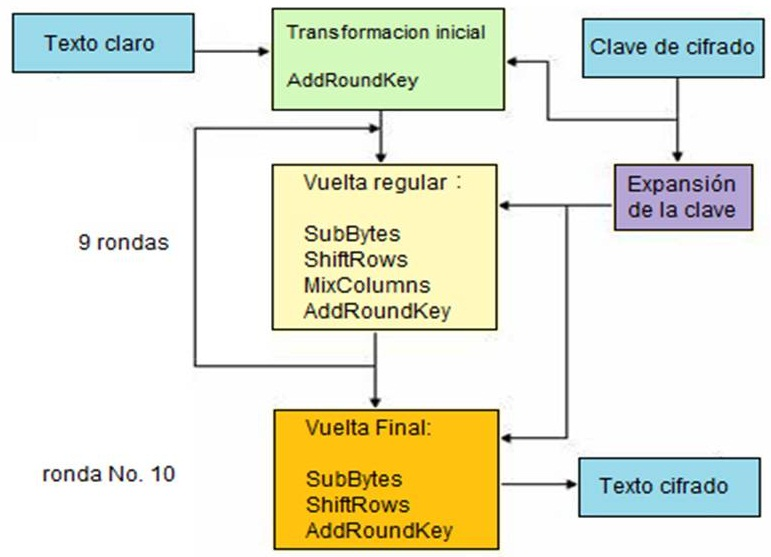 Texto claro
Transformacion inicial
AddRoundKey
Clave de cifrado
Expansión
de la clave
9 rondas
Vuelta regular :
SubBytes
ShiftRows
MixColumns
AddRoundKey
ronda No. 10
Vuelta Final:
SubBytes
ShiftRows
AddRoundKey
Texto cifrado